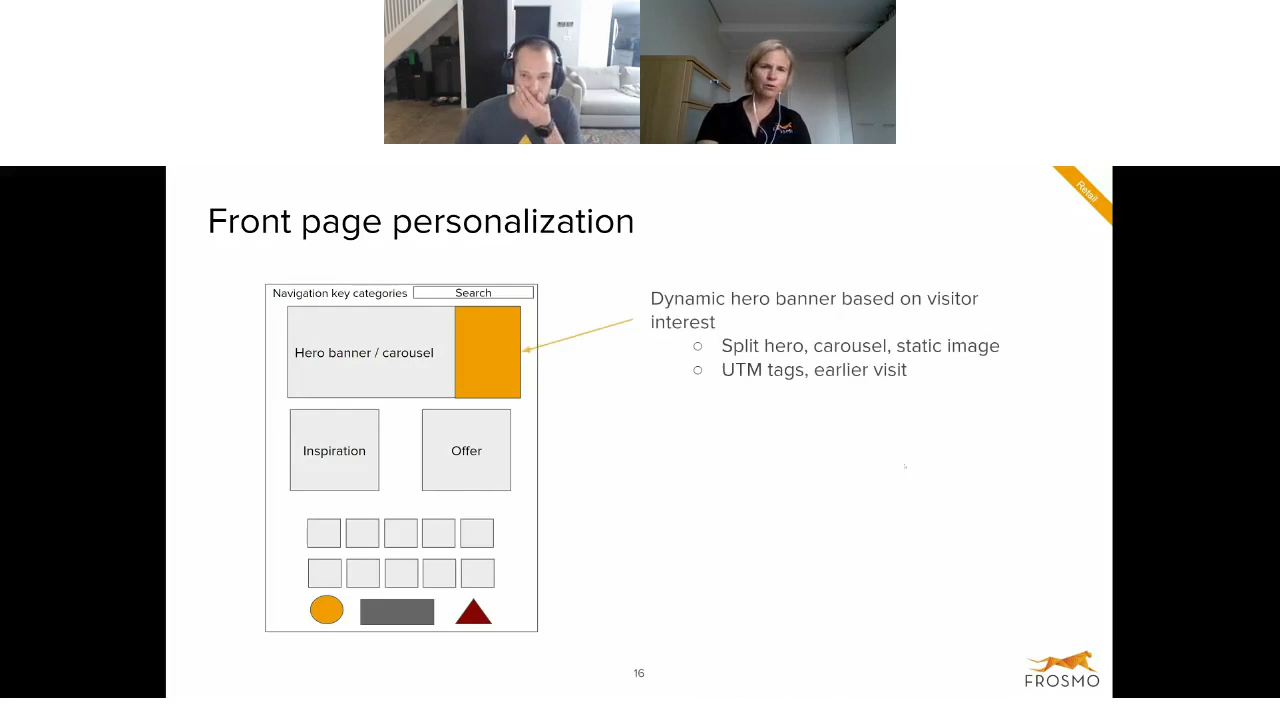 Retail
Front page personalization
Navigation key categories
Search
Hero banner / carousel
Inspiration
Offer
Dynamic hero banner based on visitor
interest
○ Split hero, carousel, static image
○ UTM tags, earlier visit
16
FROSMO